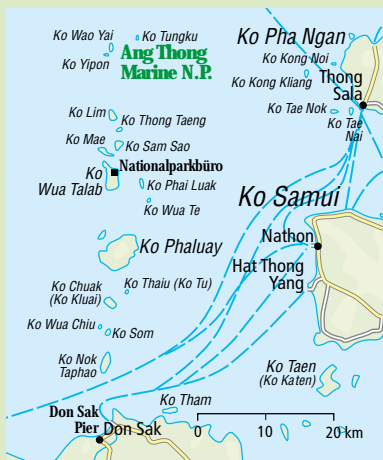 Ko Wao Yai
Ko Tungku
Ko Yipon
Ang Thong
Marine N.P.
Ko Pha Ngan
Ko Kong Noi
Ko Kong Kliang
Thong
Sala
Ko Tae Nok
Ko Tae
Nai
Ko Lim
Ko Thong Taeng
Ko Mae
Ko Sam Sao
Nationalparkbüro
Ko
Wua Talab
Ko Phai Luak
Ko Wua Te
Ko Samui
Ko Phaluay
Nathon
Hat Thong
Yang
Ko Chuak
(Ko Kluai)
Ko Thaiu (Ko Tu)
Ko Wua Chiu
Ko Som
Ko Nok
Taphao
Ko Taen
(Ko Katen)
Ko Tham
Don Sak
Pier
Don Sak
0 10 20 km